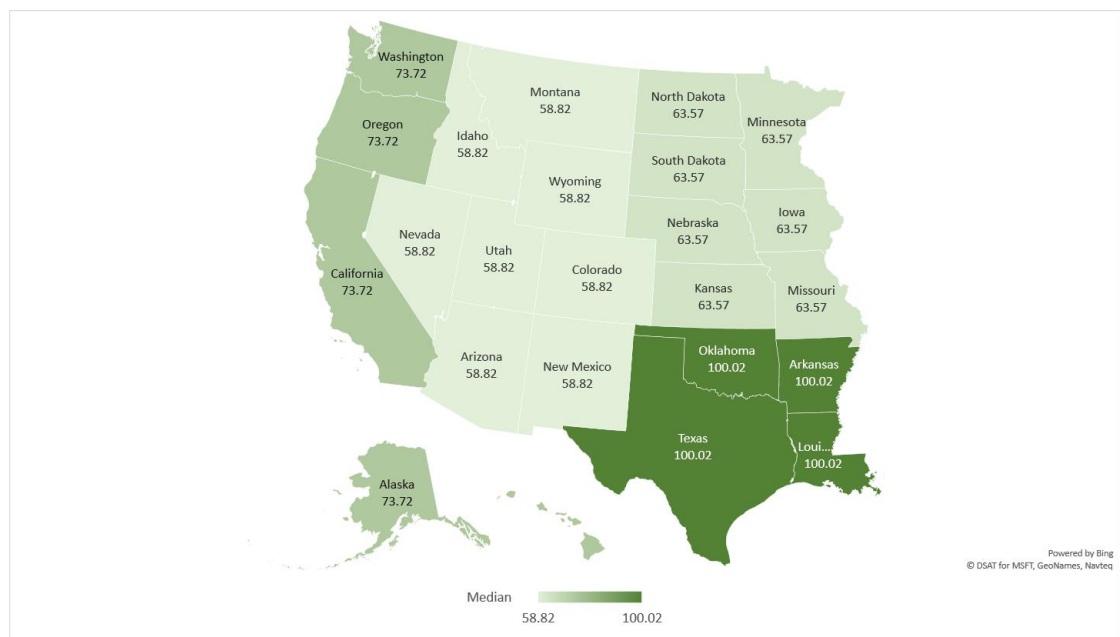 Washington
73.72
Montana
58.82
North Dakota
63.57
Minnesota
63.57
Oregon
73.72
Idaho
58.82
South Dakota
63.57
Wyoming
58.82
Nebraska
63.57
Iowa
63.57
Nevada
58.82
Utah
58.82
Colorado
58.82
California
73.72
Kansas
63.57
Missouri
63.57
Arizona
58.82
New Mexico
58.82
Oklahoma
100.02
Arkansas
100.02
Texas
100.02
Loui...
100.02
Alaska
73.72
Powered by Bing
© DSAT for MSFT, GeoNames, Navteq
Median
58.82 100.02